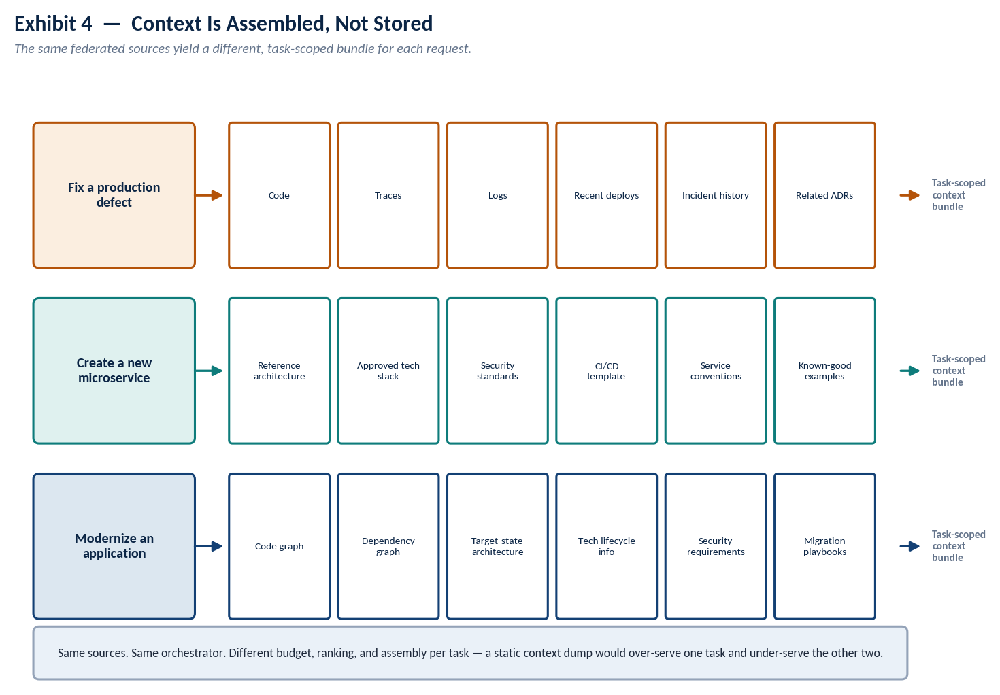 Exhibit 4 — Context Is Assembled, Not Stored
The same federated sources yield a different, task-scoped bundle for each request.
Fix a production
defect
Code
Traces
Logs
Recent deploys
Incident history
Related ADRs
Task-scoped
context
bundle
Create a new
microservice
Reference
architecture
Approved tech
stack
Security
standards
CI/CD
template
Service
conventions
Known-good
examples
Task-scoped
context
bundle
Modernize an
application
Code graph
Dependency
graph
Target-state
architecture
Tech lifecycle
info
Security
requirements
Migration
playbooks
Task-scoped
context
bundle
Same sources. Same orchestrator. Different budget, ranking, and assembly per task — a static context dump would over-serve one task and under-serve the other two.